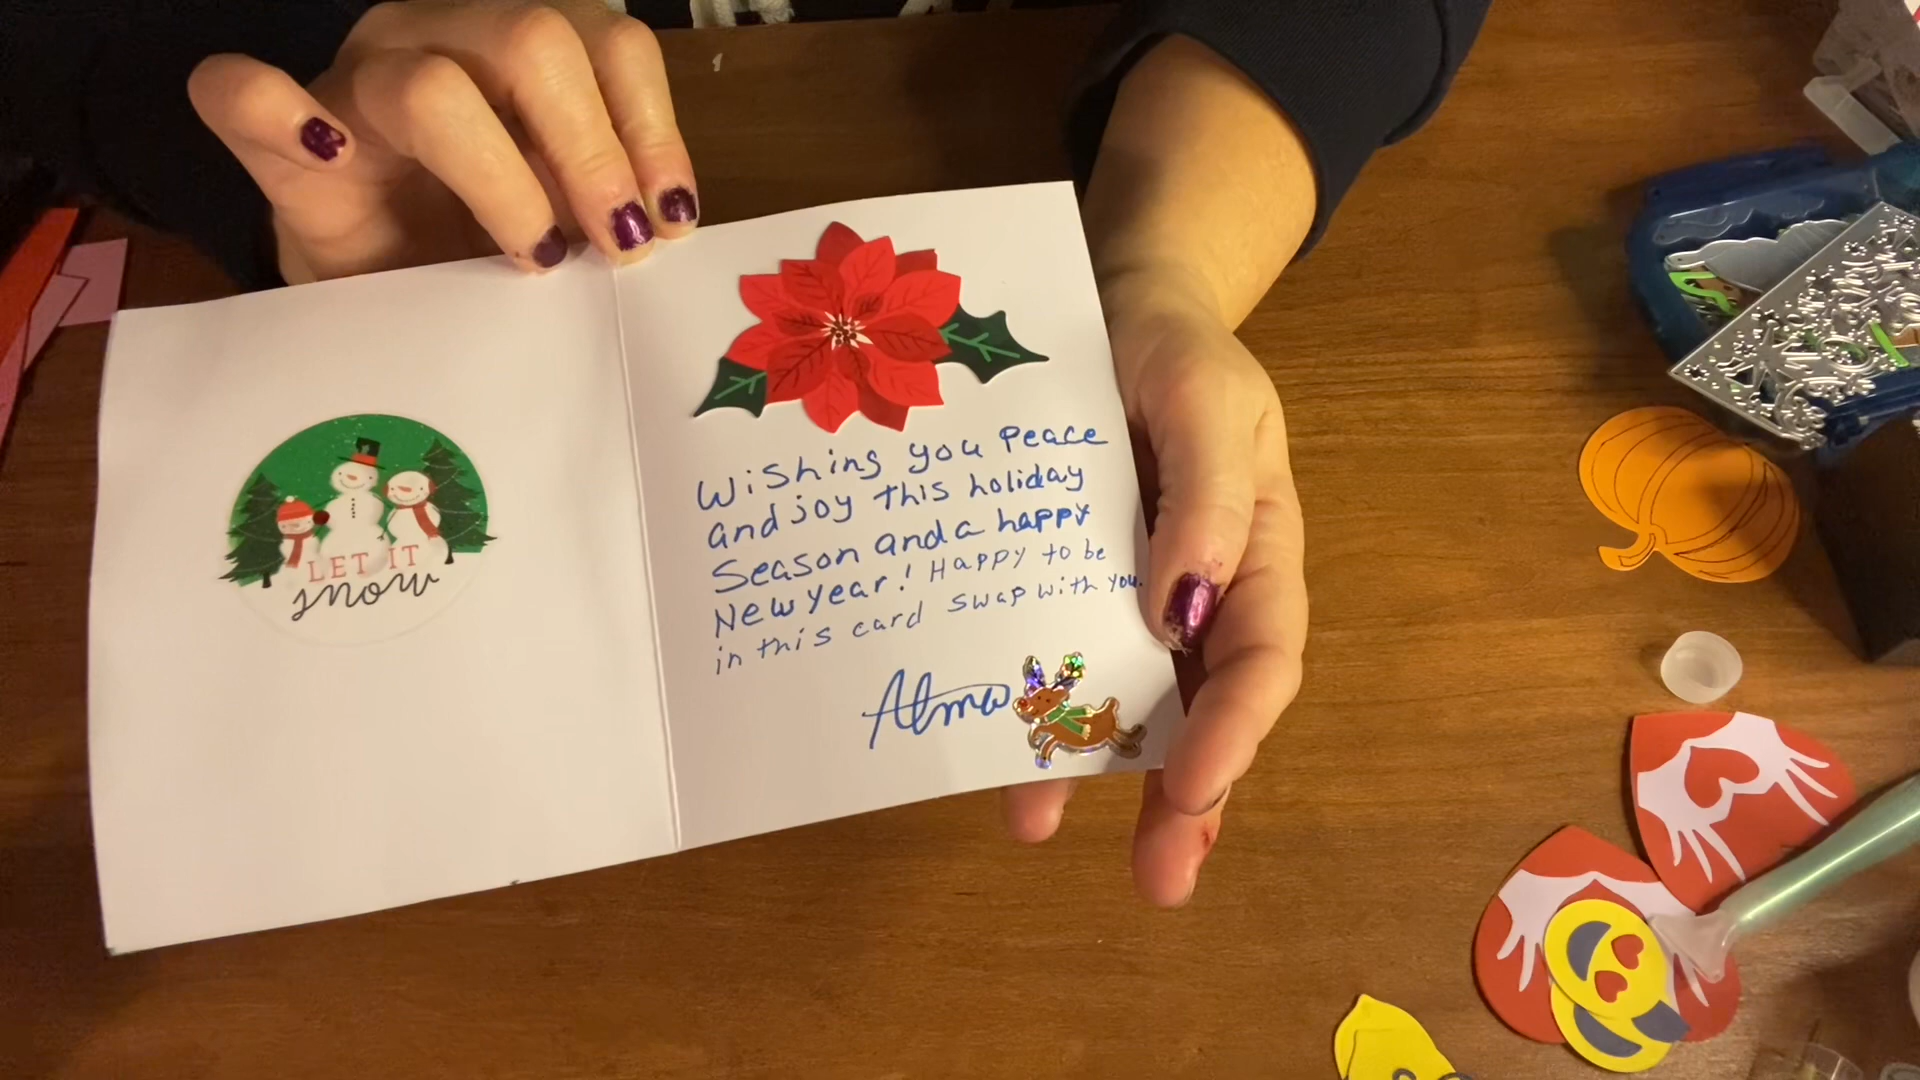 LET IT
snow
Wishing you Peace
and joy this holiday
Season and a happy
New year! Happy to be
in this card swap with you.
Alma